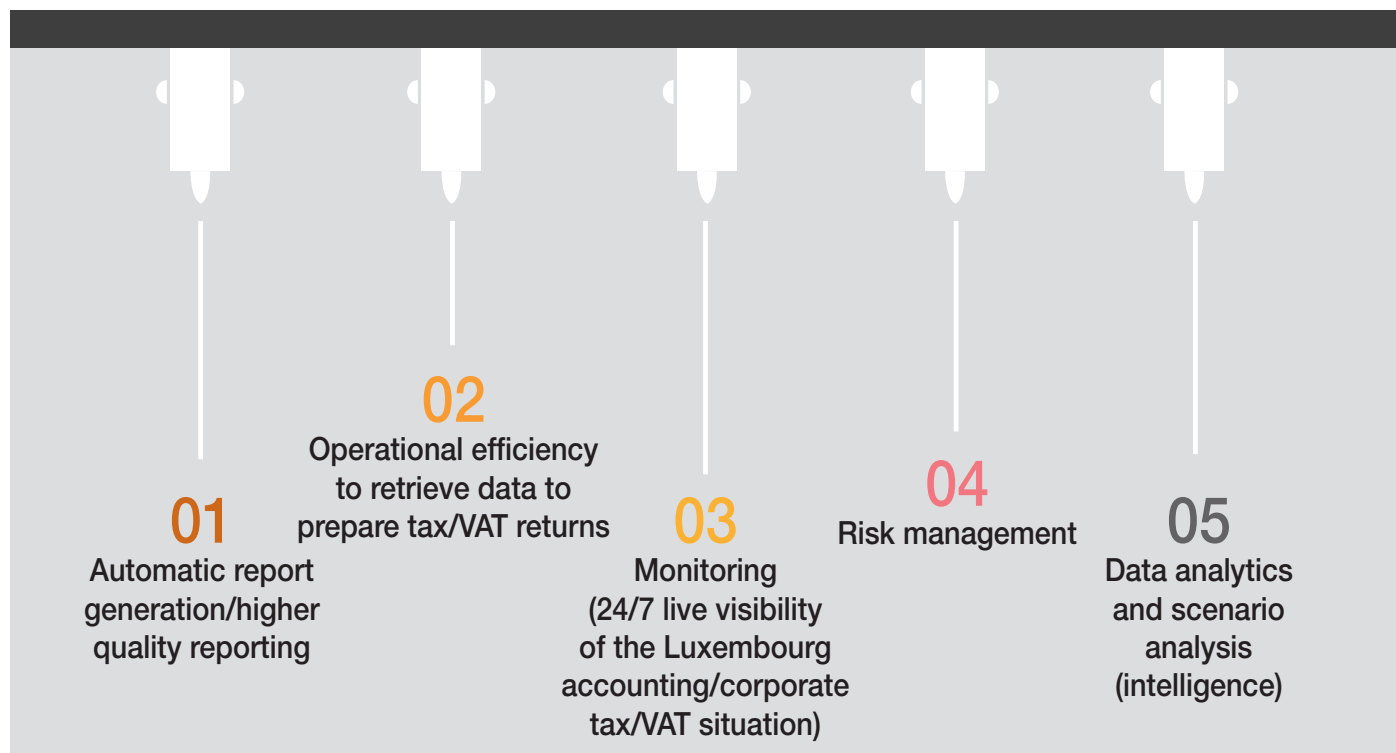 01
Automatic report
generation/higher
quality reporting
02
Operational efficiency
to retrieve data to
prepare tax/VAT returns
03
Monitoring
(24/7 live visibility
of the Luxembourg
accounting/corporate
tax/VAT situation)
04
Risk management
05
Data analytics
and scenario
analysis
(intelligence)